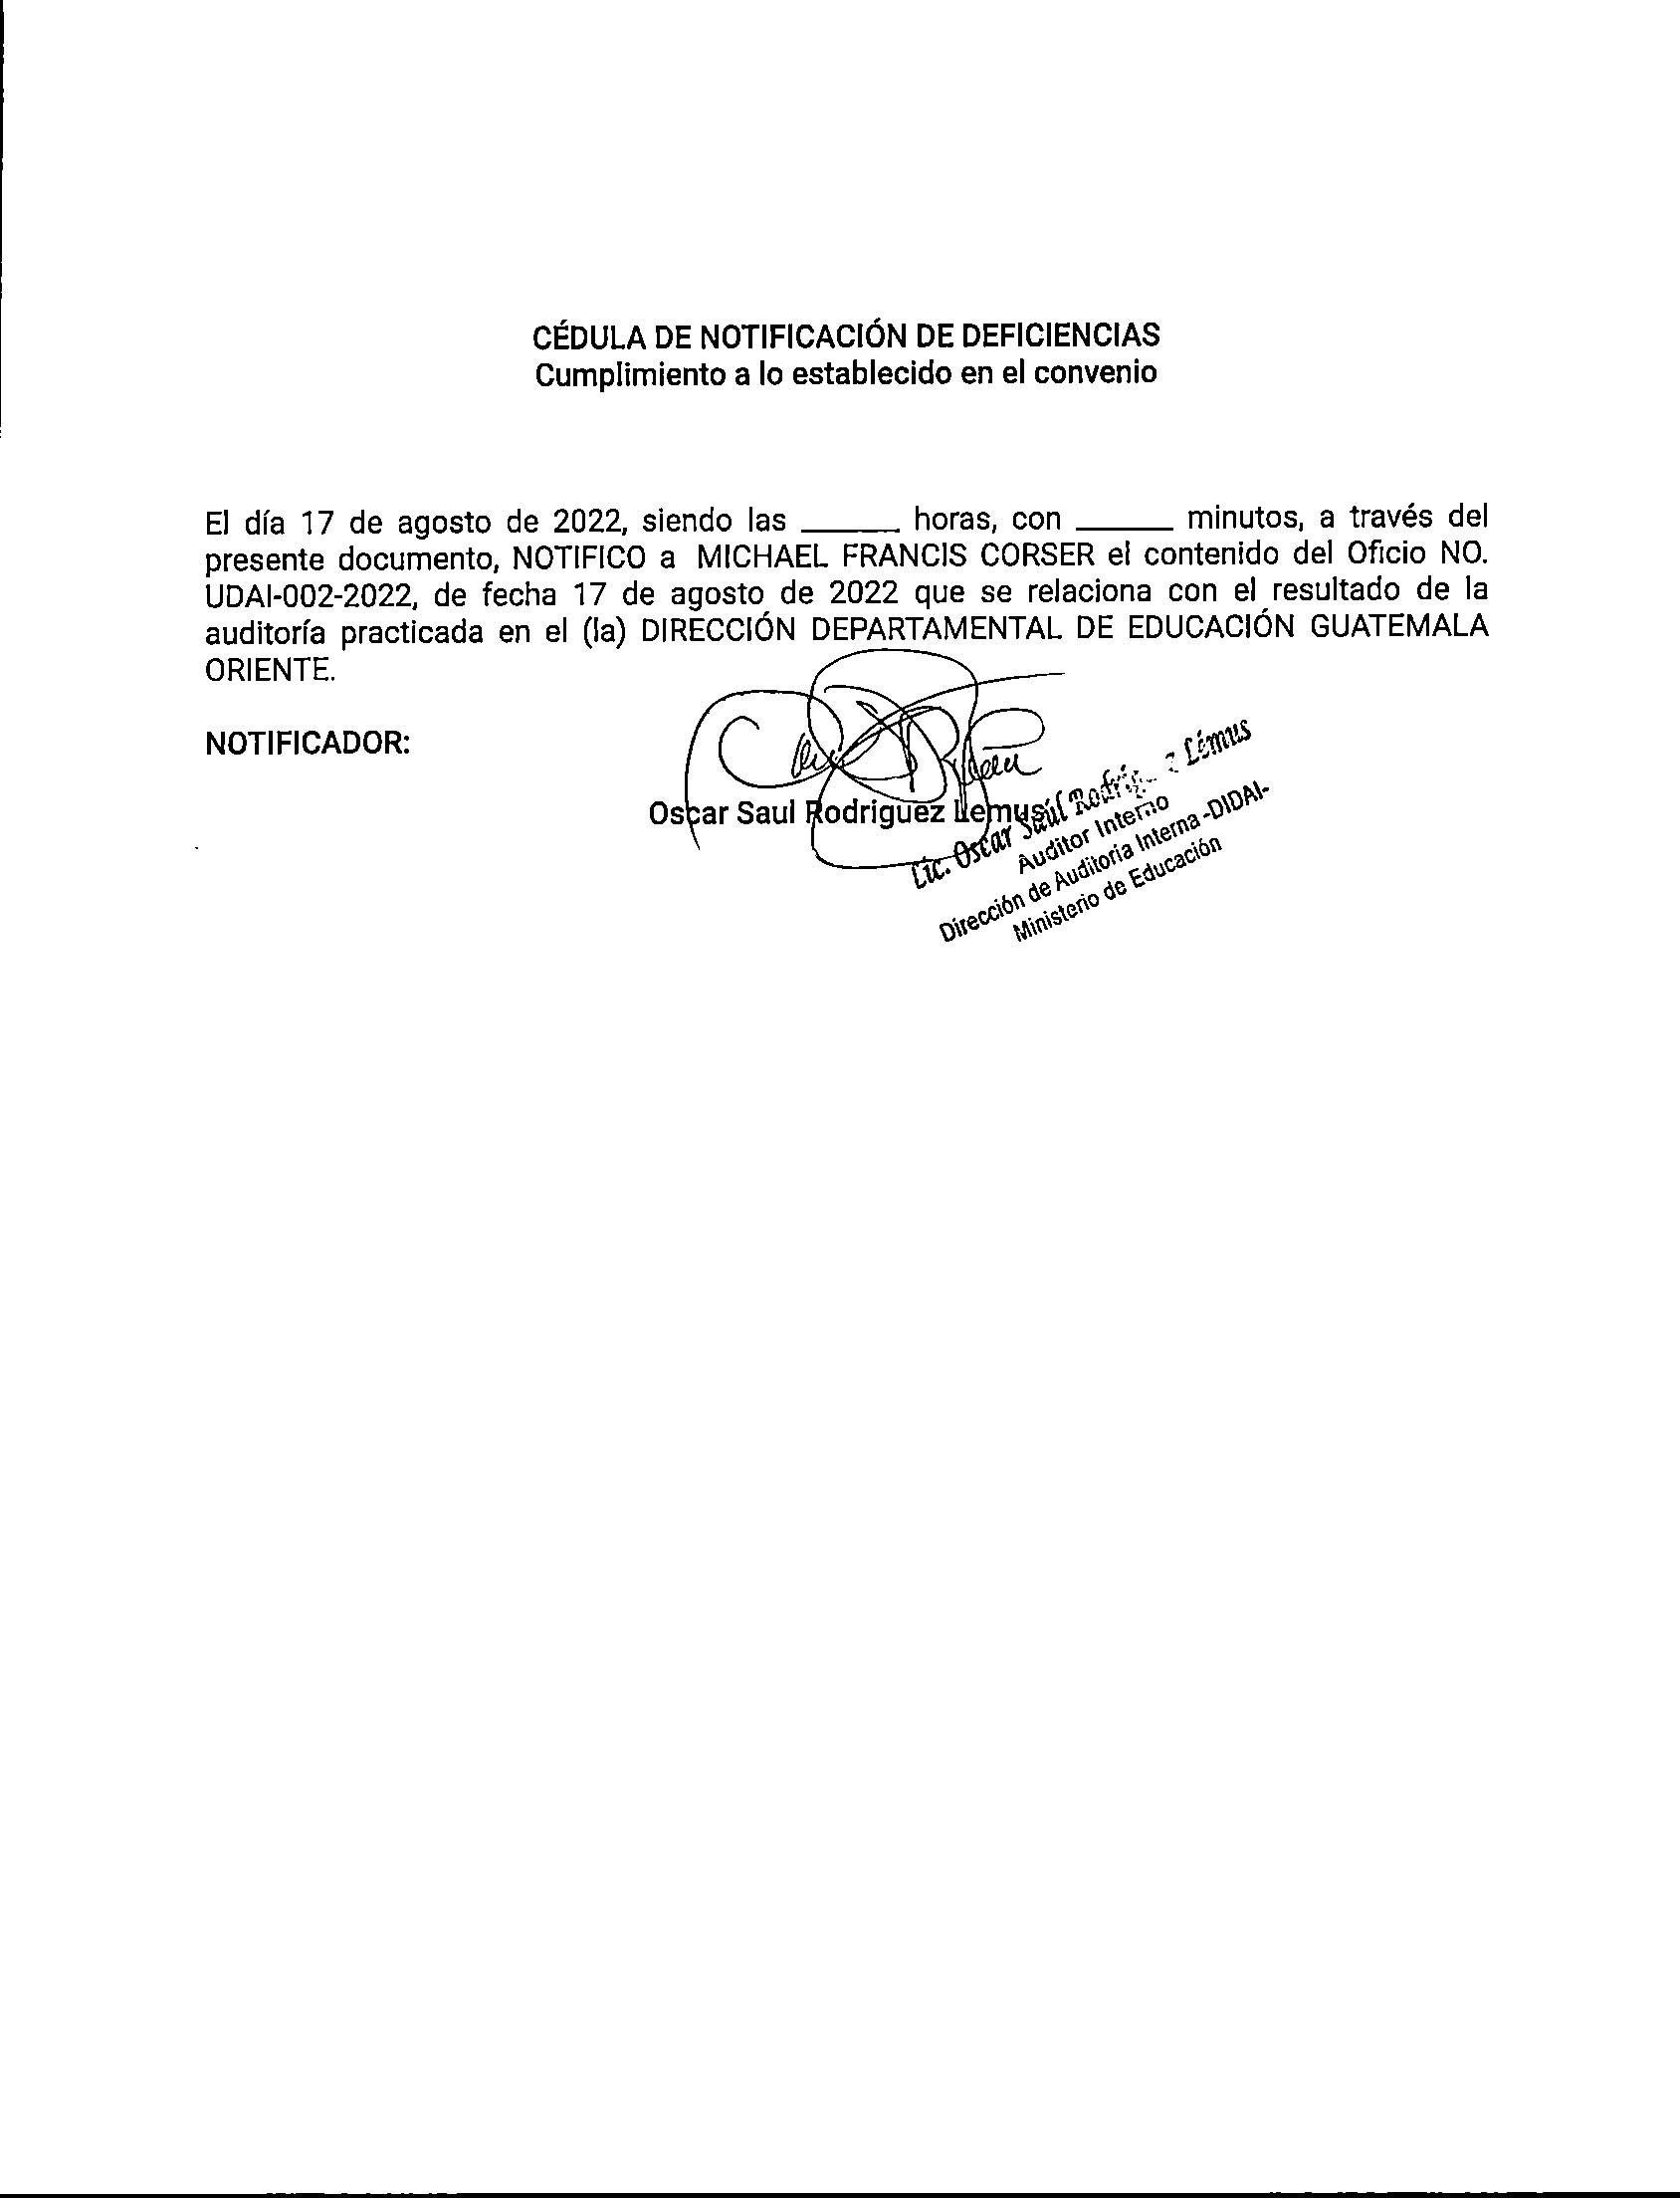 CÉDULA DE NOTIFICACIÓN DE DEFICIENCIAS
Cumplimiento a lo establecido en el convenio
El día 17 de agosto de 2022, siendo las ______ horas, con ______ minutos, a través del
presente documento, NOTIFICO a MICHAEL FRANCIS CORSER el contenido del Oficio NO.
UDAI-002-2022, de fecha 17 de agosto de 2022 que se relaciona con el resultado de la
auditoría practicada en el (la) DIRECCIÓN DEPARTAMENTAL DE EDUCACIÓN GUATEMALA
ORIENTE.
NOTIFICADOR:
Oscar Saul Rodriguez Lemus
Lic. Oscar Saúl Lémus
Auditor Interno
Dirección de Auditoria Interna -DIDAI-
Ministerio de Educación